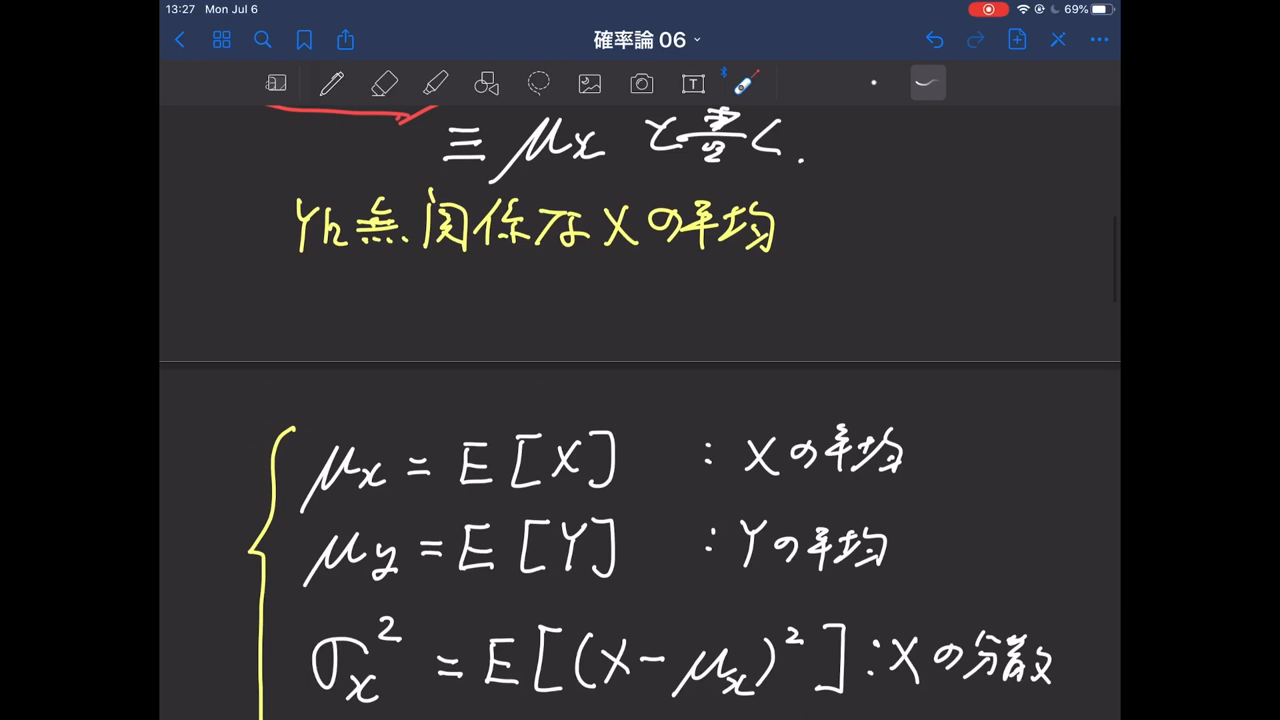 13:27 Mon Jul 6 69%
確率論 06
≡ μx と書く.
Yに無関係なXの平均
μx = E[X] : Xの平均
μy = E[Y] : Yの平均
σx² = E[(X-μx)²] : Xの分散